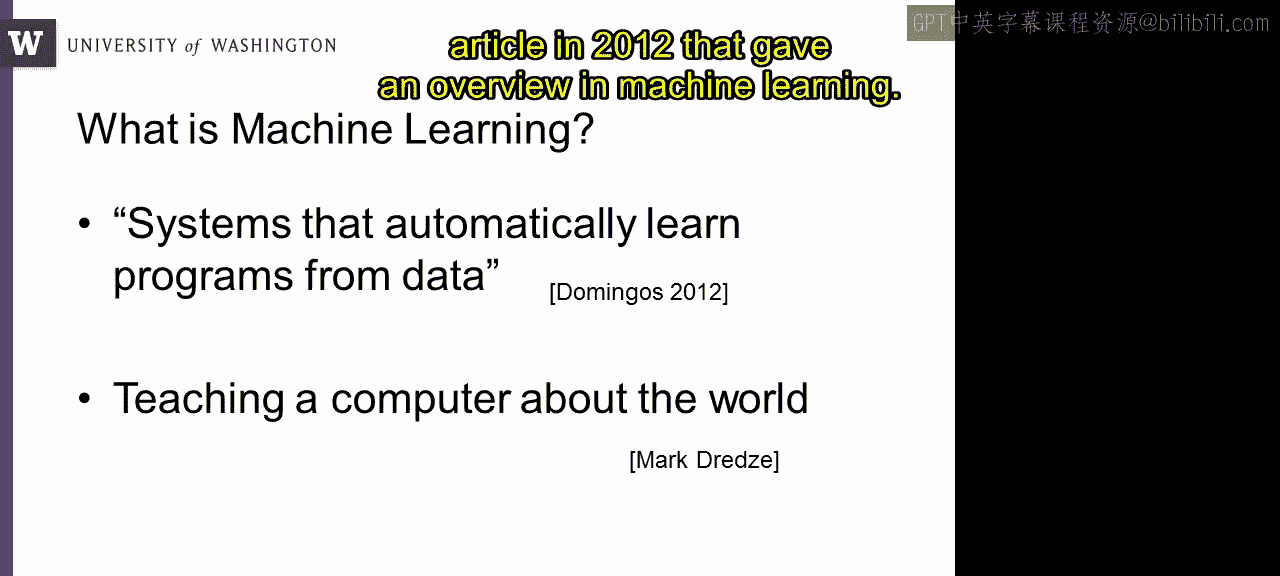 W UNIVERSITY of WASHINGTON
GPT中英字幕课程资源@bilibili.com
article in 2012 that gave
an overview in machine learning.
What is Machine Learning?
• “Systems that automatically learn
programs from data”
[Domingos 2012]
• Teaching a computer about the world
[Mark Dredze]